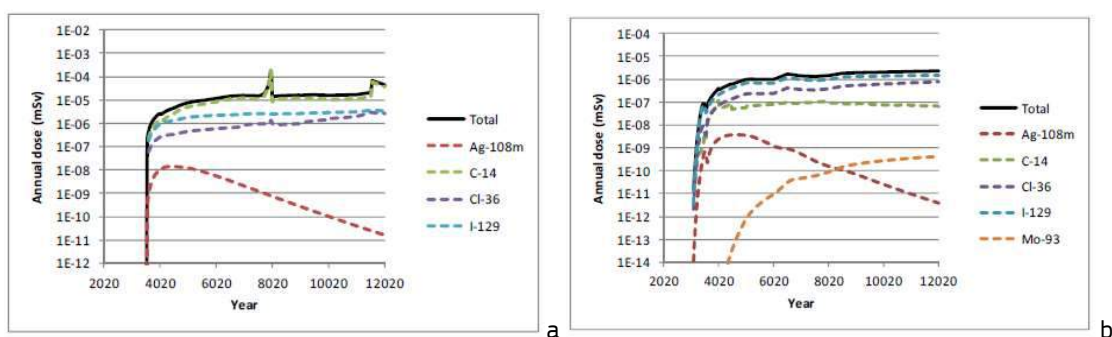 1E-02
1E-03
1E-04
1E-05
1E-06
1E-07
1E-08
1E-09
1E-10
1E-11
1E-12
Annual dose (mSv)
2020 4020 6020 8020 10020 12020
Year
Total
Ag-108m
C-14
Cl-36
I-129
a
1E-04
1E-05
1E-06
1E-07
1E-08
1E-09
1E-10
1E-11
1E-12
1E-13
1E-14
Annual dose (mSv)
2020 4020 6020 8020 10020 12020
Year
Total
Ag-108m
C-14
Cl-36
I-129
Mo-93
b